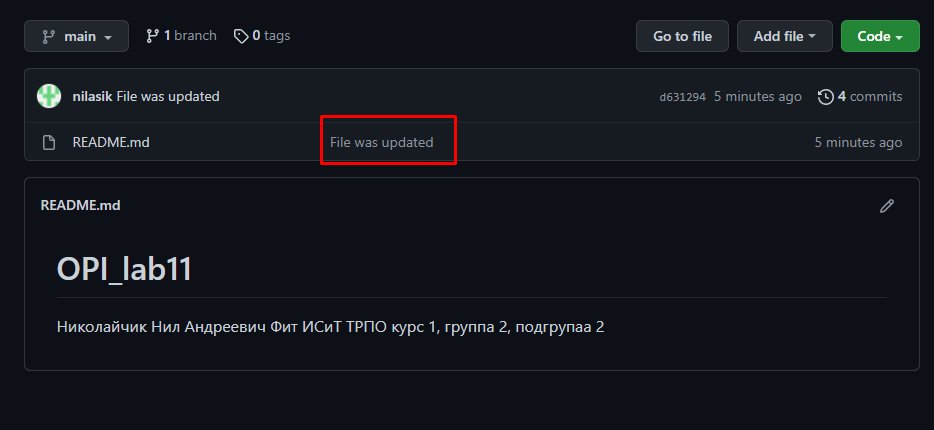 main 1 branch 0 tags Go to file Add file Code
nilasik File was updated d631294 5 minutes ago 4 commits
README.md File was updated 5 minutes ago
README.md
OPI_lab11
Николайчик Нил Андреевич Фит ИСиТ ТРПО курс 1, группа 2, подгрупаа 2